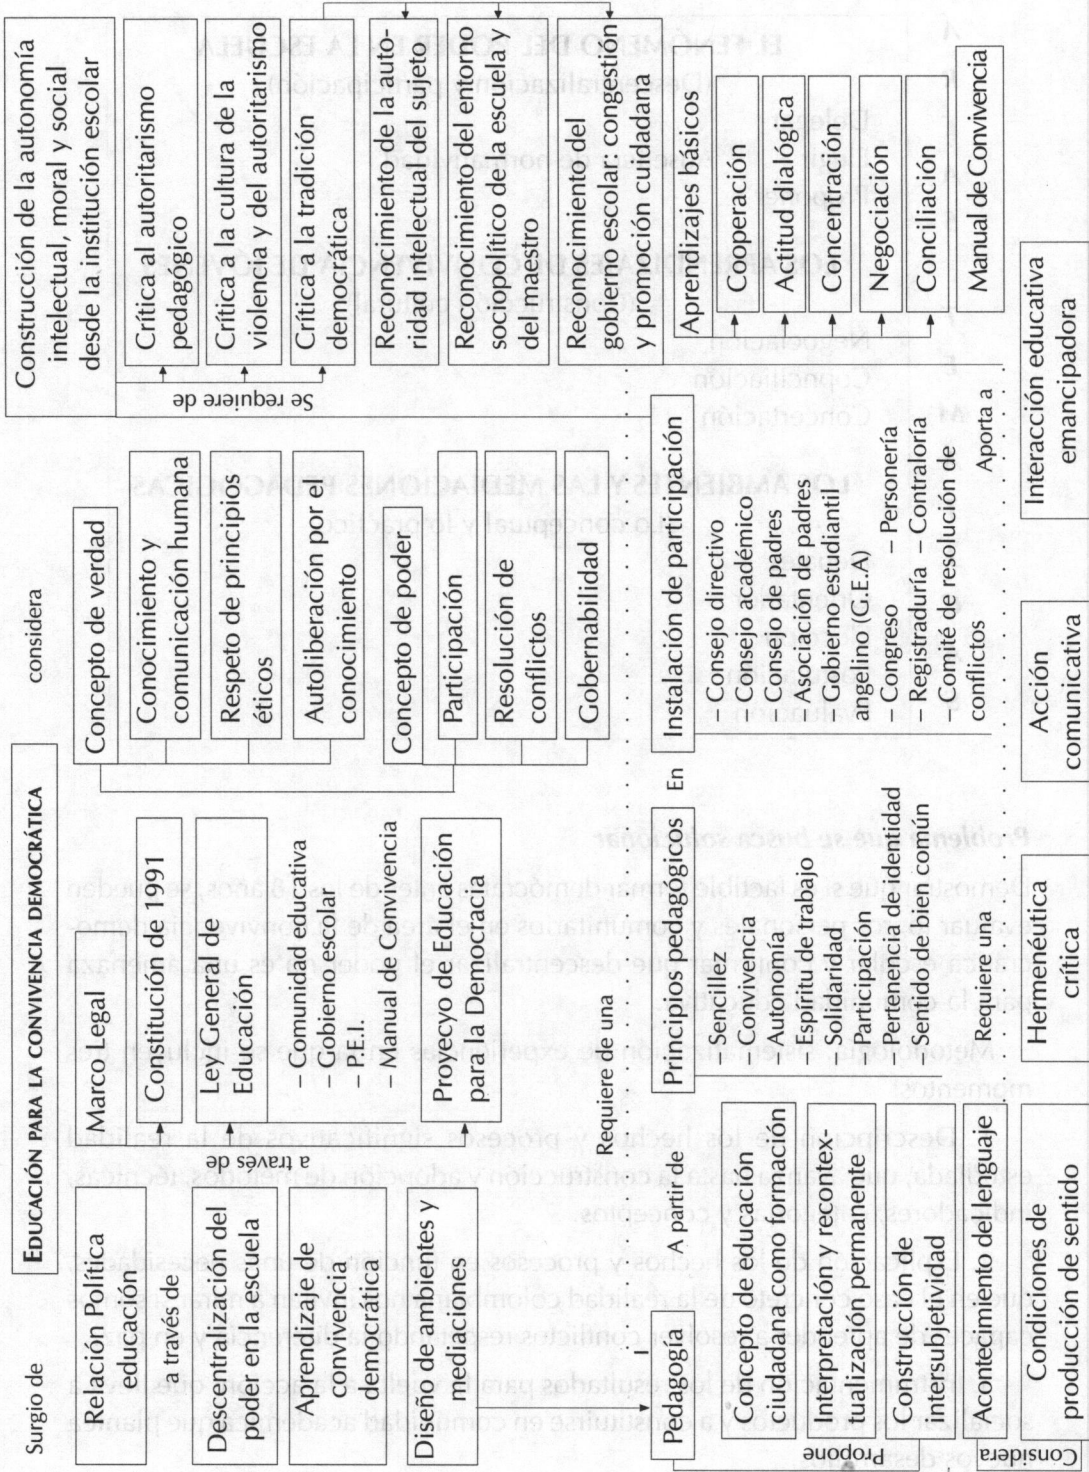 EDUCACIÓN PARA LA CONVIVENCIA DEMOCRÁTICA
Surgio de
Relación Política
educación
a través de
Descentralización del
poder en la escuela
Aprendizaje de
Convivencia
democrática
Diseño de ambientes y
mediaciones
a través de
Marco legal
Constitución de 1991
Ley General de
Educación
– Comunidad educativa
– Gobierno escolar
– P.E.I.
– Manual de Convivencia
Proyecyo de Educación
para la Democracia
considera
Concepto de verdad
Conocimiento y
comunicación humana
Respeto de principios
éticos
Autoliberación por el
conocimiento
Concepto de poder
Participación
Resolución de
conflictos
Gobernabilidad
Construcción de la autonomía
intelectual, moral y social
desde la institución escolar
Se requiere de
Crítica al autoritarismo
pedagógico
Crítica a la cultura de la
violencia y del autoritarismo
Crítica a la tradición
democrática
Reconocimiento de la auto-
ridad intelectural del sujeto
Reconocimiento del entorno
sociopolítico de la escuela y
del maestro
Reconocimiento del
gobierno escolar: congestión
y promoción cuidadana
Aprendizajes básicos
Cooperación
Actitud dialógica
Concentración
Negociación
Conciliación
Manual de Convivencia
Requiere de una
Pedagogía
A partir de
Propone
Concepto de educación
ciudadana como formación
Interpretación y recontex-
tualización permanente
Construcción de
intrasubjetividad
Acontecimiento del lenguaje
Principios pedagógicos
– Sencillez
– Convivencia
– Autonomía
– Espíritu de trabajo
– Solidaridad
– Participación
– Pertenencia de identidad
– Sentido de bien común
En
Instalación de participación
– Consejo directivo
– Consejo académico
– Consejo de padres
Asociación de padres
– Gobierno estudiantil
angelino (G.E.A)
– Congreso – Personería
– Registraduría – Contraloría
– Comité de resolución de
conflictos
Requiere una
Aporta a
Considera
Condiciones de
producción de sentido
Hermenéutica
crítica
Acción
comunicativa
Interacción educativa
emancipadora